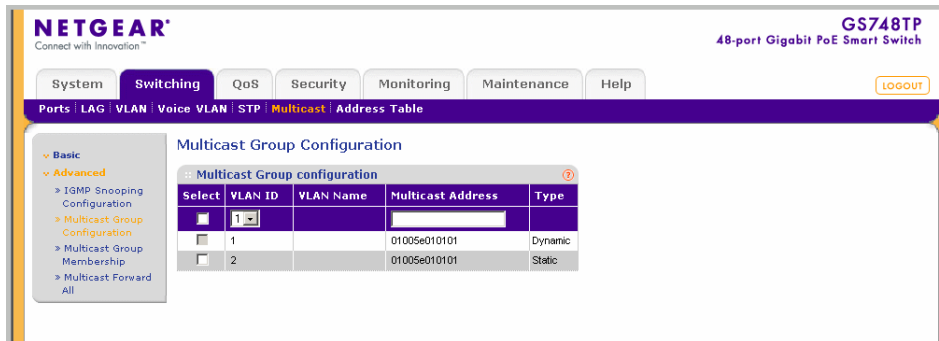 NETGEAR®
Connect with Innovation™
GS748TP
48-port Gigabit PoE Smart Switch
System Switching QoS Security Monitoring Maintenance Help
LOGOUT
Ports LAG VLAN Voice VLAN STP Multicast Address Table
Basic
Advanced
» IGMP Snooping
Configuration
» Multicast Group
Configuration
» Multicast Group
Membership
» Multicast Forward
All
Multicast Group Configuration
:: Multicast Group configuration ?
Select VLAN ID VLAN Name Multicast Address Type
1
1 01005e010101 Dynamic
2 01005e010101 Static